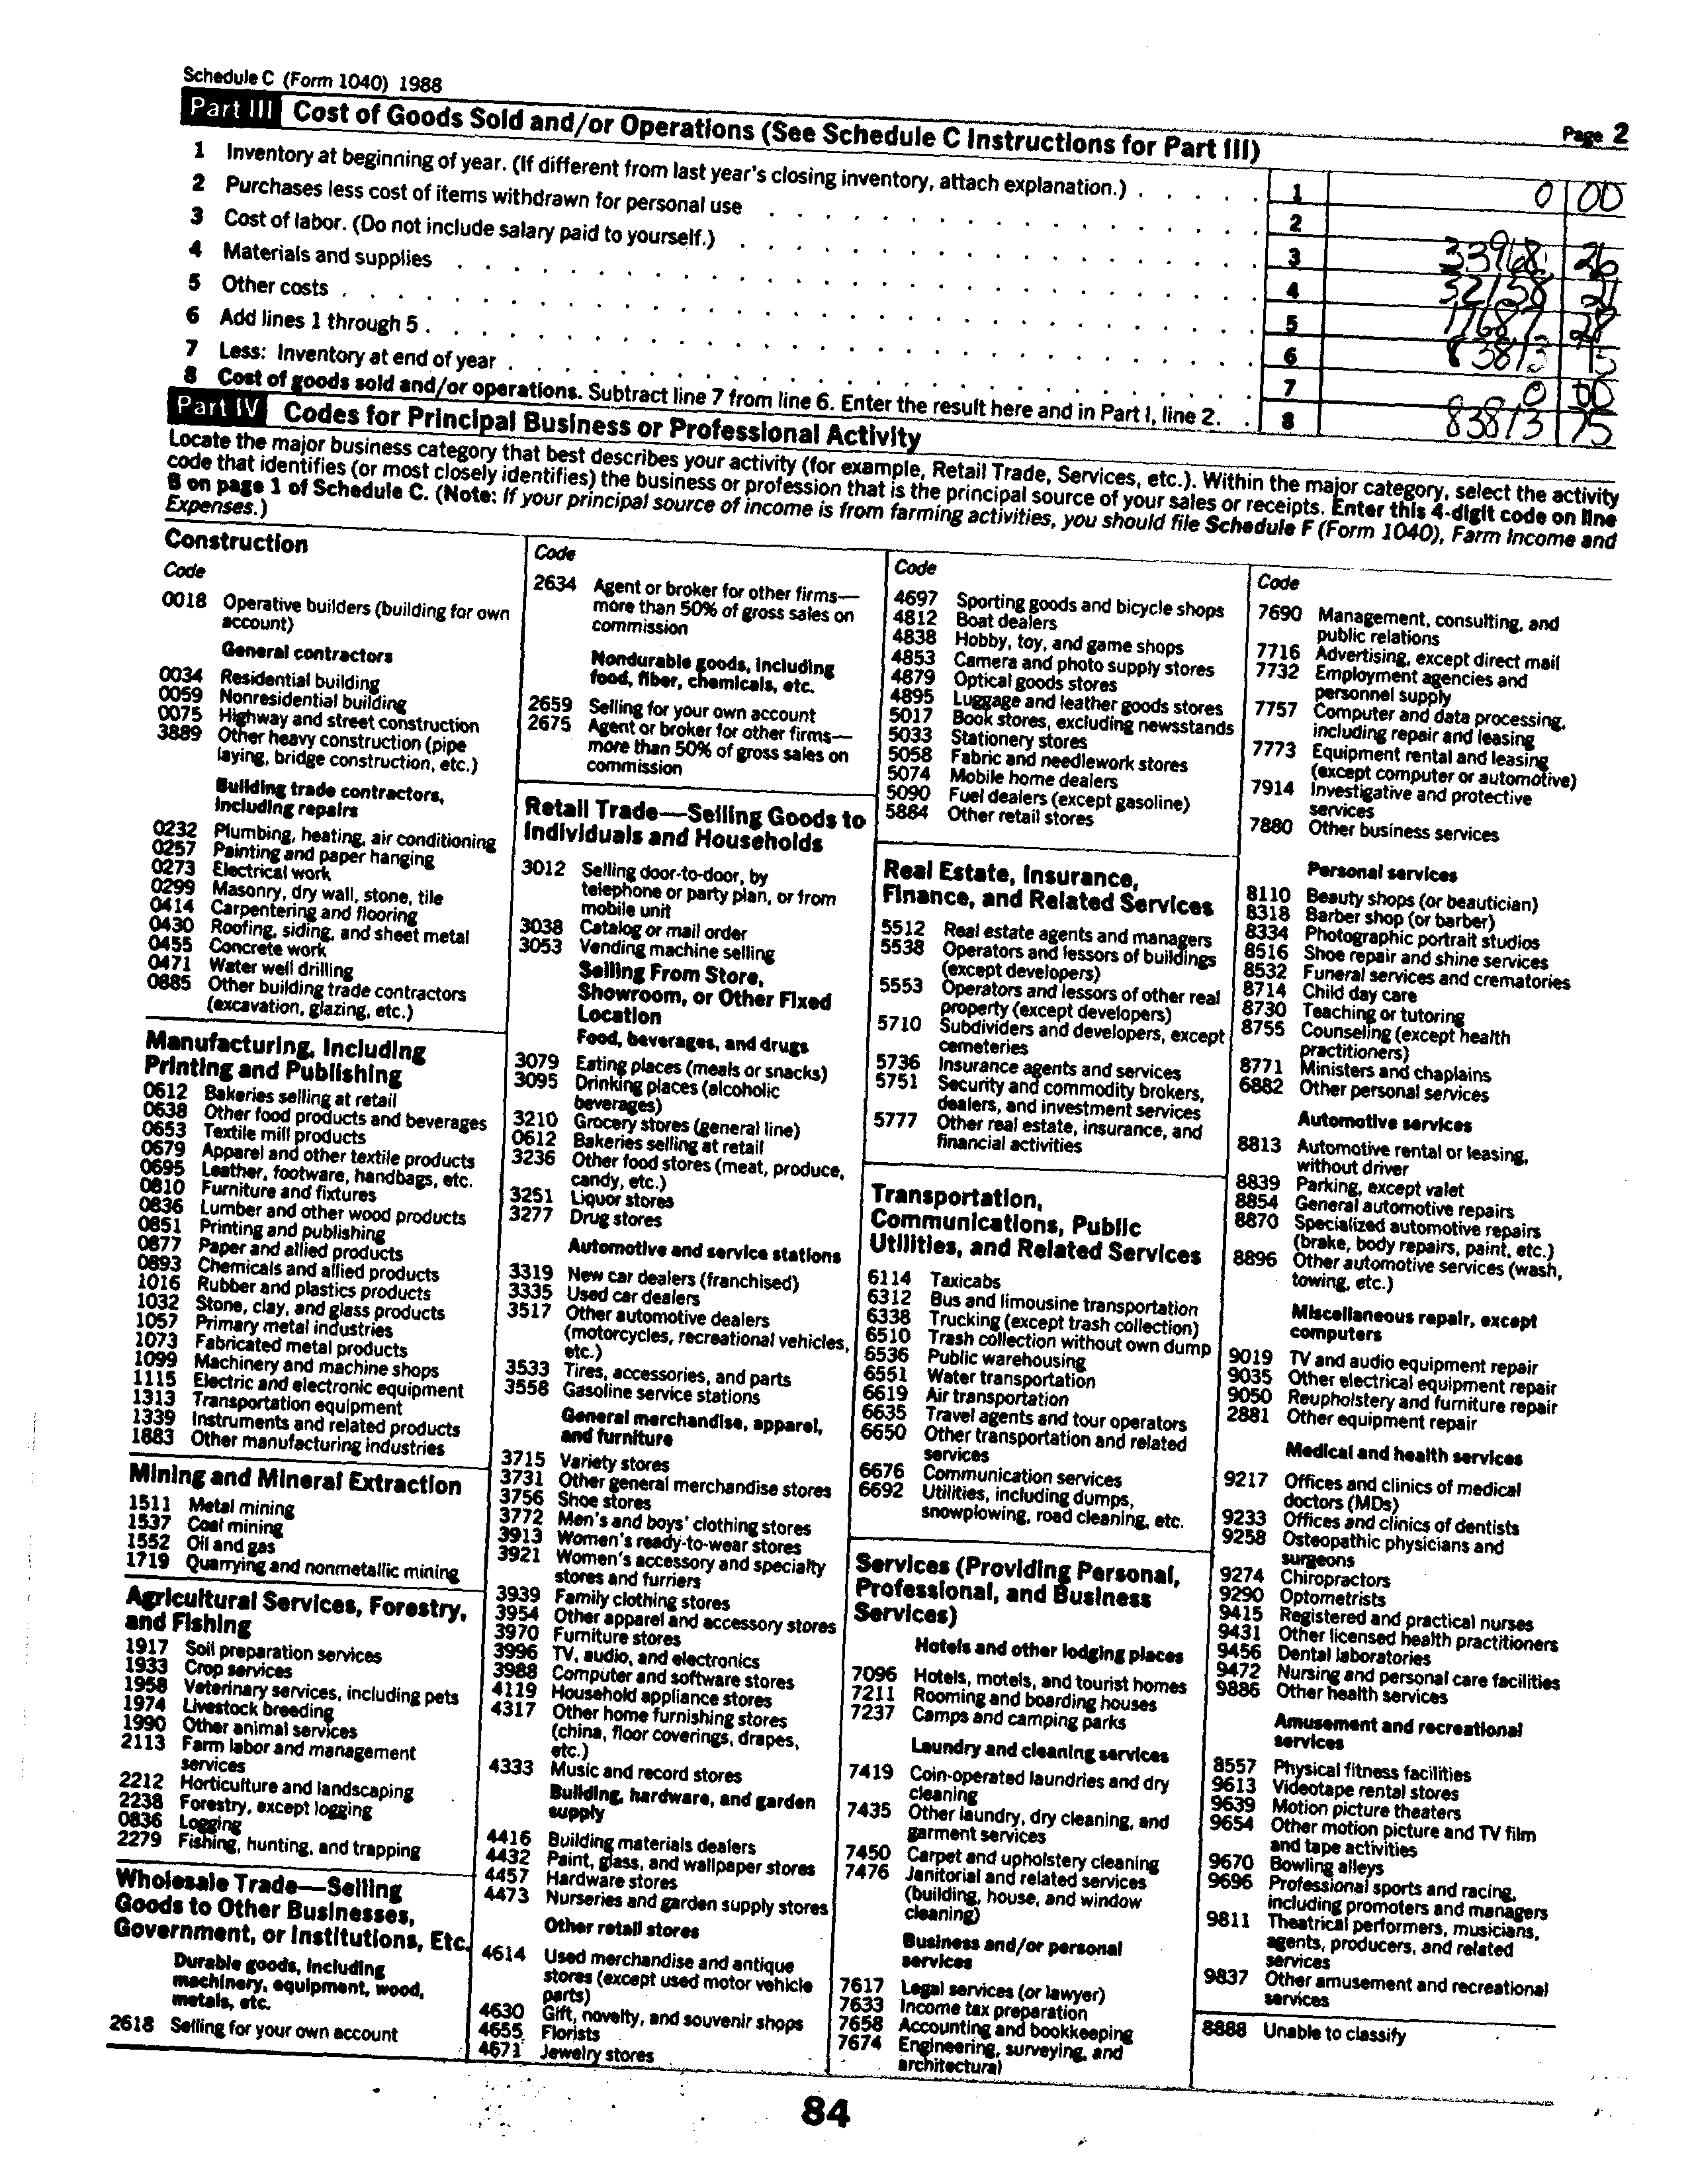 Schedule C (Form 1040) 1988
Page 2
Part III Cost of Goods Sold and/or Operations (See Schedule C Instructions for Part III)
1 Inventory at beginning of year. (If different from last year's closing inventory, attach explanation.) . . . . . 1 0 00
2 Purchases less cost of items withdrawn for personal use 2
3 Cost of labor. (Do not include salary paid to yourself.) 3 33968 26
4 Materials and supplies 4 32158 21
5 Other costs 5 17687 28
6 Add lines 1 through 5 . 6 83813 75
7 Less: Inventory at end of year 7 0 00
8 Cost of goods sold and/or operations. Subtract line 7 from line 6. Enter the result here and in Part I, line 2. . 8 83813 75
Part IV Codes for Principal Business or Professional Activity
Locate the major business category that best describes your activity (for example, Retail Trade, Services, etc.). Within the major category, select the activity
code that identifies (or most closely identifies) the business or profession that is the principal source of your sales or receipts. Enter this 4-digit code on line
B on page 1 of Schedule C. (Note: If your principal source of income is from farming activities, you should file Schedule F (Form 1040), Farm Income and
Expenses.)
Construction
Code
0018 Operative builders (building for own
account)
General contractors
0034 Residential building
0059 Nonresidential building
0075 Highway and street construction
3889 Other heavy construction (pipe
laying, bridge construction, etc.)
Building trade contractors,
including repairs
0232 Plumbing, heating, air conditioning
0257 Painting and paper hanging
0273 Electrical work
0299 Masonry, dry wall, stone, tile
0414 Carpentering and flooring
0430 Roofing, siding, and sheet metal
0455 Concrete work
0471 Water well drilling
0885 Other building trade contractors
(excavation, glazing, etc.)
Manufacturing, Including
Printing and Publishing
0612 Bakeries selling at retail
0638 Other food products and beverages
0653 Textile mill products
0679 Apparel and other textile products
0695 Leather, footware, handbags, etc.
0810 Furniture and fixtures
0836 Lumber and other wood products
0851 Printing and publishing
0877 Paper and allied products
0893 Chemicals and allied products
1016 Rubber and plastics products
1032 Stone, clay, and glass products
1057 Primary metal industries
1073 Fabricated metal products
1099 Machinery and machine shops
1115 Electric and electronic equipment
1313 Transportation equipment
1339 Instruments and related products
1883 Other manufacturing industries
Mining and Mineral Extraction
1511 Metal mining
1537 Coal mining
1552 Oil and gas
1719 Quarrying and nonmetallic mining
Agricultural Services, Forestry,
and Fishing
1917 Soil preparation services
1933 Crop services
1958 Veterinary services, including pets
1974 Livestock breeding
1990 Other animal services
2113 Farm labor and management
services
2212 Horticulture and landscaping
2238 Forestry, except logging
0836 Logging
2279 Fishing, hunting, and trapping
Wholesale Trade—Selling
Goods to Other Businesses,
Government, or Institutions, Etc.
Durable goods, including
machinery, equipment, wood,
metals, etc.
2618 Selling for your own account
Code
2634 Agent or broker for other firms—
more than 50% of gross sales on
commission
Nondurable goods, including
food, fiber, chemicals, etc.
2659 Selling for your own account
2675 Agent or broker for other firms—
more than 50% of gross sales on
commission
Retail Trade—Selling Goods to
Individuals and Households
3012 Selling door-to-door, by
telephone or party plan, or from
mobile unit
3038 Catalog or mail order
3053 Vending machine selling
Selling From Store,
Showroom, or Other Fixed
Location
Food, beverages, and drugs
3079 Eating places (meals or snacks)
3095 Drinking places (alcoholic
beverages)
3210 Grocery stores (general line)
0612 Bakeries selling at retail
3236 Other food stores (meat, produce,
candy, etc.)
3251 Liquor stores
3277 Drug stores
Automotive and service stations
3319 New car dealers (franchised)
3335 Used car dealers
3517 Other automotive dealers
(motorcycles, recreational vehicles,
etc.)
3533 Tires, accessories, and parts
3558 Gasoline service stations
General merchandise, apparel,
and furniture
3715 Variety stores
3731 Other general merchandise stores
3756 Shoe stores
3772 Men's and boys' clothing stores
3913 Women's ready-to-wear stores
3921 Women's accessory and specialty
stores and furriers
3939 Family clothing stores
3954 Other apparel and accessory stores
3970 Furniture stores
3996 TV, audio, and electronics
3988 Computer and software stores
4119 Household appliance stores
4317 Other home furnishing stores
(china, floor coverings, drapes,
etc.)
4333 Music and record stores
Building, hardware, and garden
supply
4416 Building materials dealers
4432 Paint, glass, and wallpaper stores
4457 Hardware stores
4473 Nurseries and garden supply stores
Other retail stores
4614 Used merchandise and antique
stores (except used motor vehicle
parts)
4630 Gift, novelty, and souvenir shops
4655 Florists
4671 Jewelry stores
Code
4697 Sporting goods and bicycle shops
4812 Boat dealers
4838 Hobby, toy, and game shops
4853 Camera and photo supply stores
4879 Optical goods stores
4895 Luggage and leather goods stores
5017 Book stores, excluding newsstands
5033 Stationery stores
5058 Fabric and needlework stores
5074 Mobile home dealers
5090 Fuel dealers (except gasoline)
5884 Other retail stores
Real Estate, Insurance,
Finance, and Related Services
5512 Real estate agents and managers
5538 Operators and lessors of buildings
(except developers)
5553 Operators and lessors of other real
property (except developers)
5710 Subdividers and developers, except
cemeteries
5736 Insurance agents and services
5751 Security and commodity brokers,
dealers, and investment services
5777 Other real estate, insurance, and
financial activities
Transportation,
Communications, Public
Utilities, and Related Services
6114 Taxicabs
6312 Bus and limousine transportation
6338 Trucking (except trash collection)
6510 Trash collection without own dump
6536 Public warehousing
6551 Water transportation
6619 Air transportation
6635 Travel agents and tour operators
6650 Other transportation and related
services
6676 Communication services
6692 Utilities, including dumps,
snowplowing, road cleaning, etc.
Services (Providing Personal,
Professional, and Business
Services)
Hotels and other lodging places
7096 Hotels, motels, and tourist homes
7211 Rooming and boarding houses
7237 Camps and camping parks
Laundry and cleaning services
7419 Coin-operated laundries and dry
cleaning
7435 Other laundry, dry cleaning, and
garment services
7450 Carpet and upholstery cleaning
7476 Janitorial and related services
(building, house, and window
cleaning)
Business and/or personal
services
7617 Legal services (or lawyer)
7633 Income tax preparation
7658 Accounting and bookkeeping
7674 Engineering, surveying, and
architectural
Code
7690 Management, consulting, and
public relations
7716 Advertising, except direct mail
7732 Employment agencies and
personnel supply
7757 Computer and data processing,
including repair and leasing
7773 Equipment rental and leasing
(except computer or automotive)
7914 Investigative and protective
services
7880 Other business services
Personal services
8110 Beauty shops (or beautician)
8318 Barber shop (or barber)
8334 Photographic portrait studios
8516 Shoe repair and shine services
8532 Funeral services and crematories
8714 Child day care
8730 Teaching or tutoring
8755 Counseling (except health
practitioners)
8771 Ministers and chaplains
6882 Other personal services
Automotive services
8813 Automotive rental or leasing,
without driver
8839 Parking, except valet
8854 General automotive repairs
8870 Specialized automotive repairs
(brake, body repairs, paint, etc.)
8896 Other automotive services (wash,
towing, etc.)
Miscellaneous repair, except
computers
9019 TV and audio equipment repair
9035 Other electrical equipment repair
9050 Reupholstery and furniture repair
2881 Other equipment repair
Medical and health services
9217 Offices and clinics of medical
doctors (MDs)
9233 Offices and clinics of dentists
9258 Osteopathic physicians and
surgeons
9274 Chiropractors
9290 Optometrists
9415 Registered and practical nurses
9431 Other licensed health practitioners
9456 Dental laboratories
9472 Nursing and personal care facilities
9886 Other health services
Amusement and recreational
services
8557 Physical fitness facilities
9613 Videotape rental stores
9639 Motion picture theaters
9654 Other motion picture and TV film
and tape activities
9670 Bowling alleys
9696 Professional sports and racing,
including promoters and managers
9811 Theatrical performers, musicians,
agents, producers, and related
services
9837 Other amusement and recreational
services
8888 Unable to classify
84